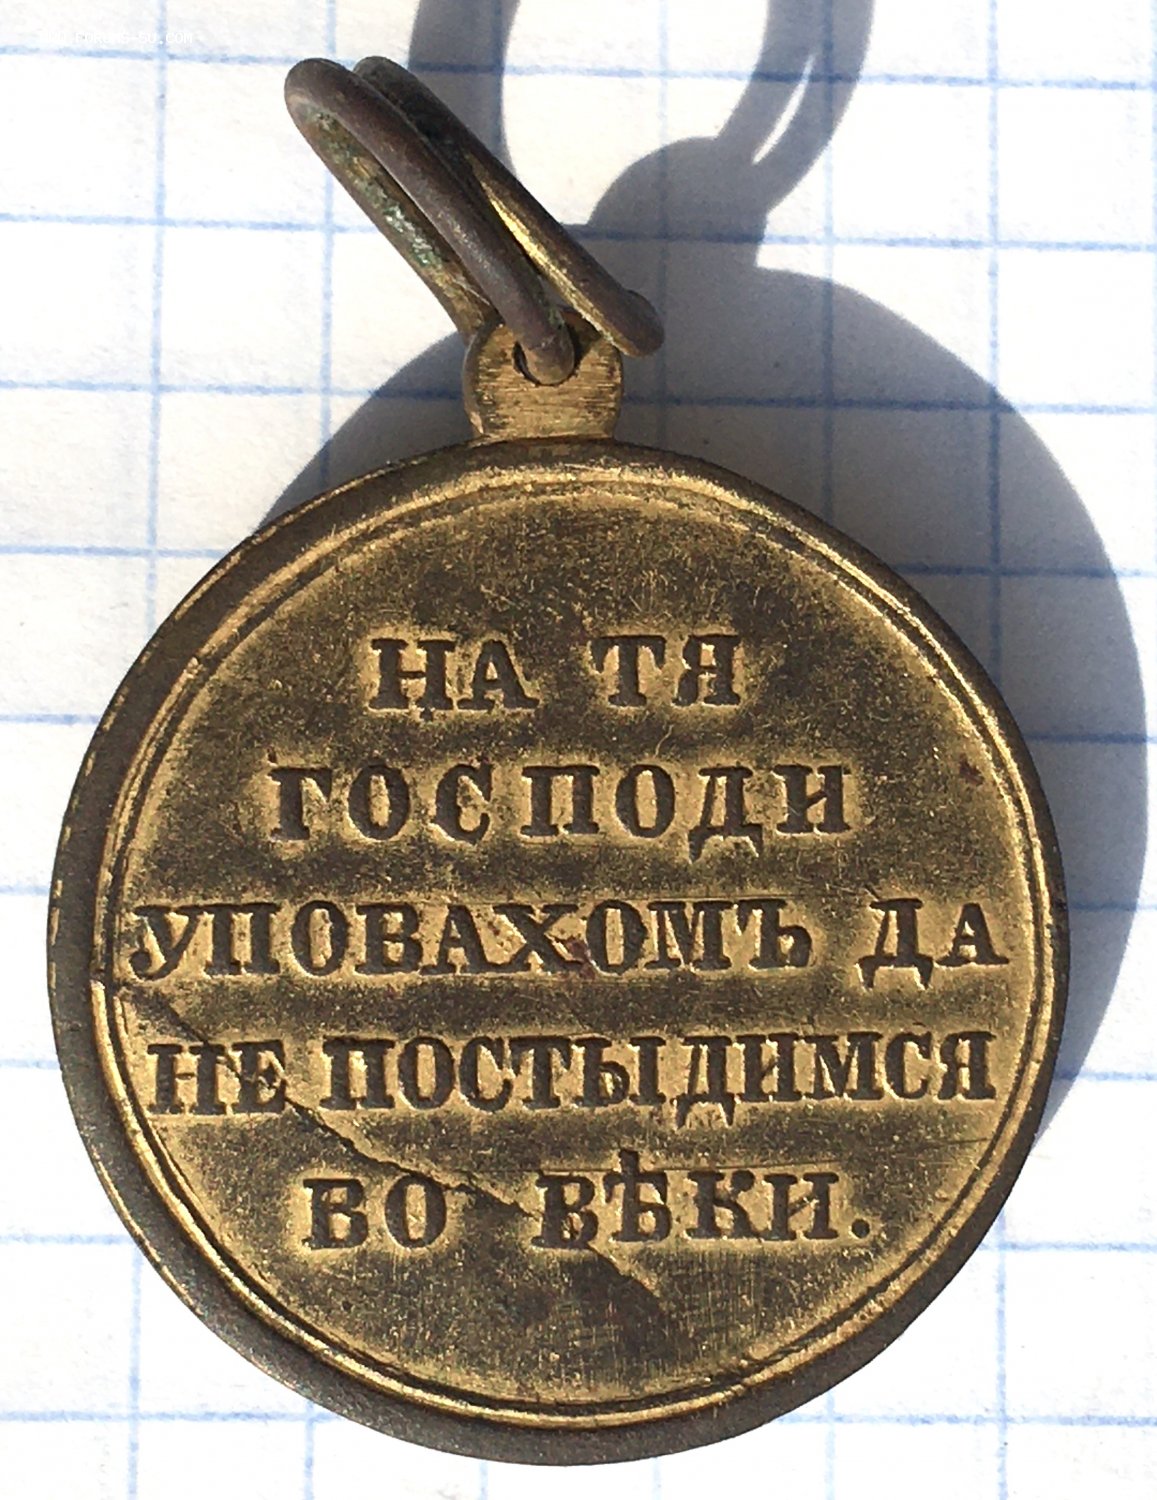 НА ТЯ
ГОСПОДИ
УПОВАХОМЪ ДА
НЕ ПОСТЫДИМСЯ
ВО ВѢКИ.